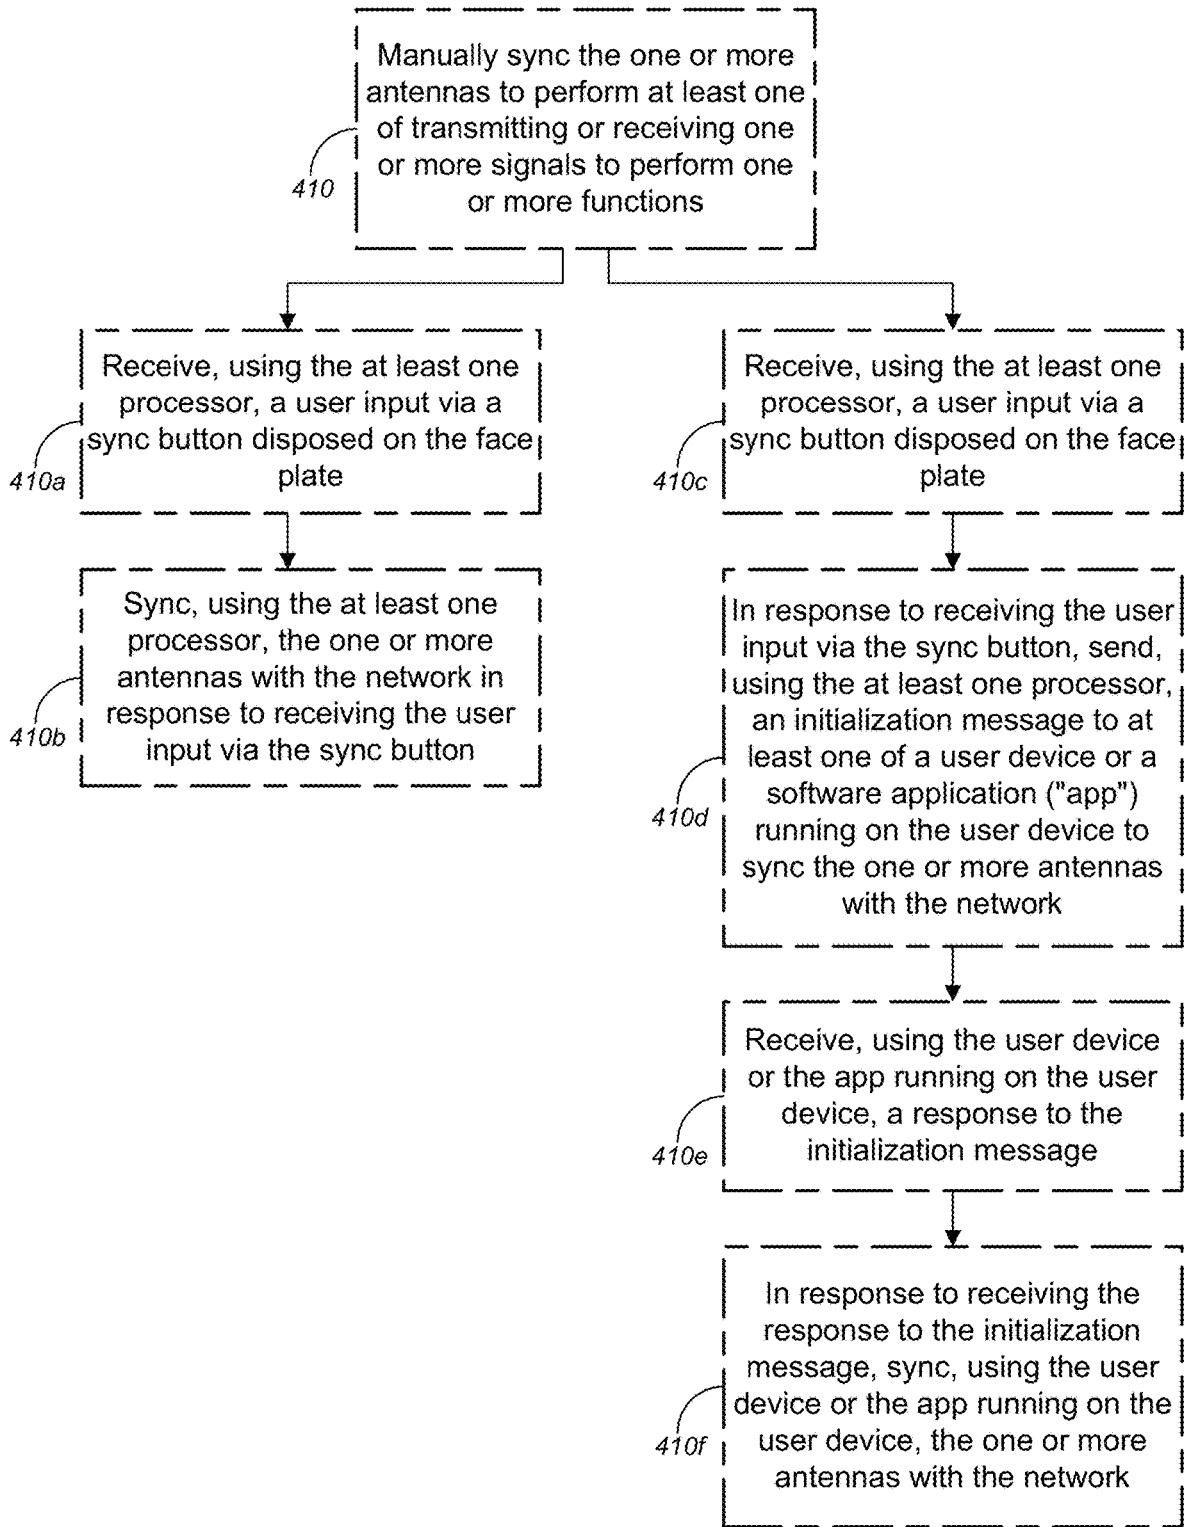 Manually sync the one or more
antennas to perform at least one
of transmitting or receiving one
or more signals to perform one
or more functions
410
Receive, using the at least one
processor, a user input via a
sync button disposed on the face
plate
410a
Sync, using the at least one
processor, the one or more
antennas with the network in
response to receiving the user
input via the sync button
410b
Receive, using the at least one
processor, a user input via a
sync button disposed on the face
plate
410c
In response to receiving the user
input via the sync button, send,
using the at least one processor,
an initialization message to at
least one of a user device or a
software application ("app")
running on the user device to
sync the one or more antennas
with the network
410d
Receive, using the user device
or the app running on the user
device, a response to the
initialization message
410e
In response to receiving the
response to the initialization
message, sync, using the user
device or the app running on the
user device, the one or more
antennas with the network
410f